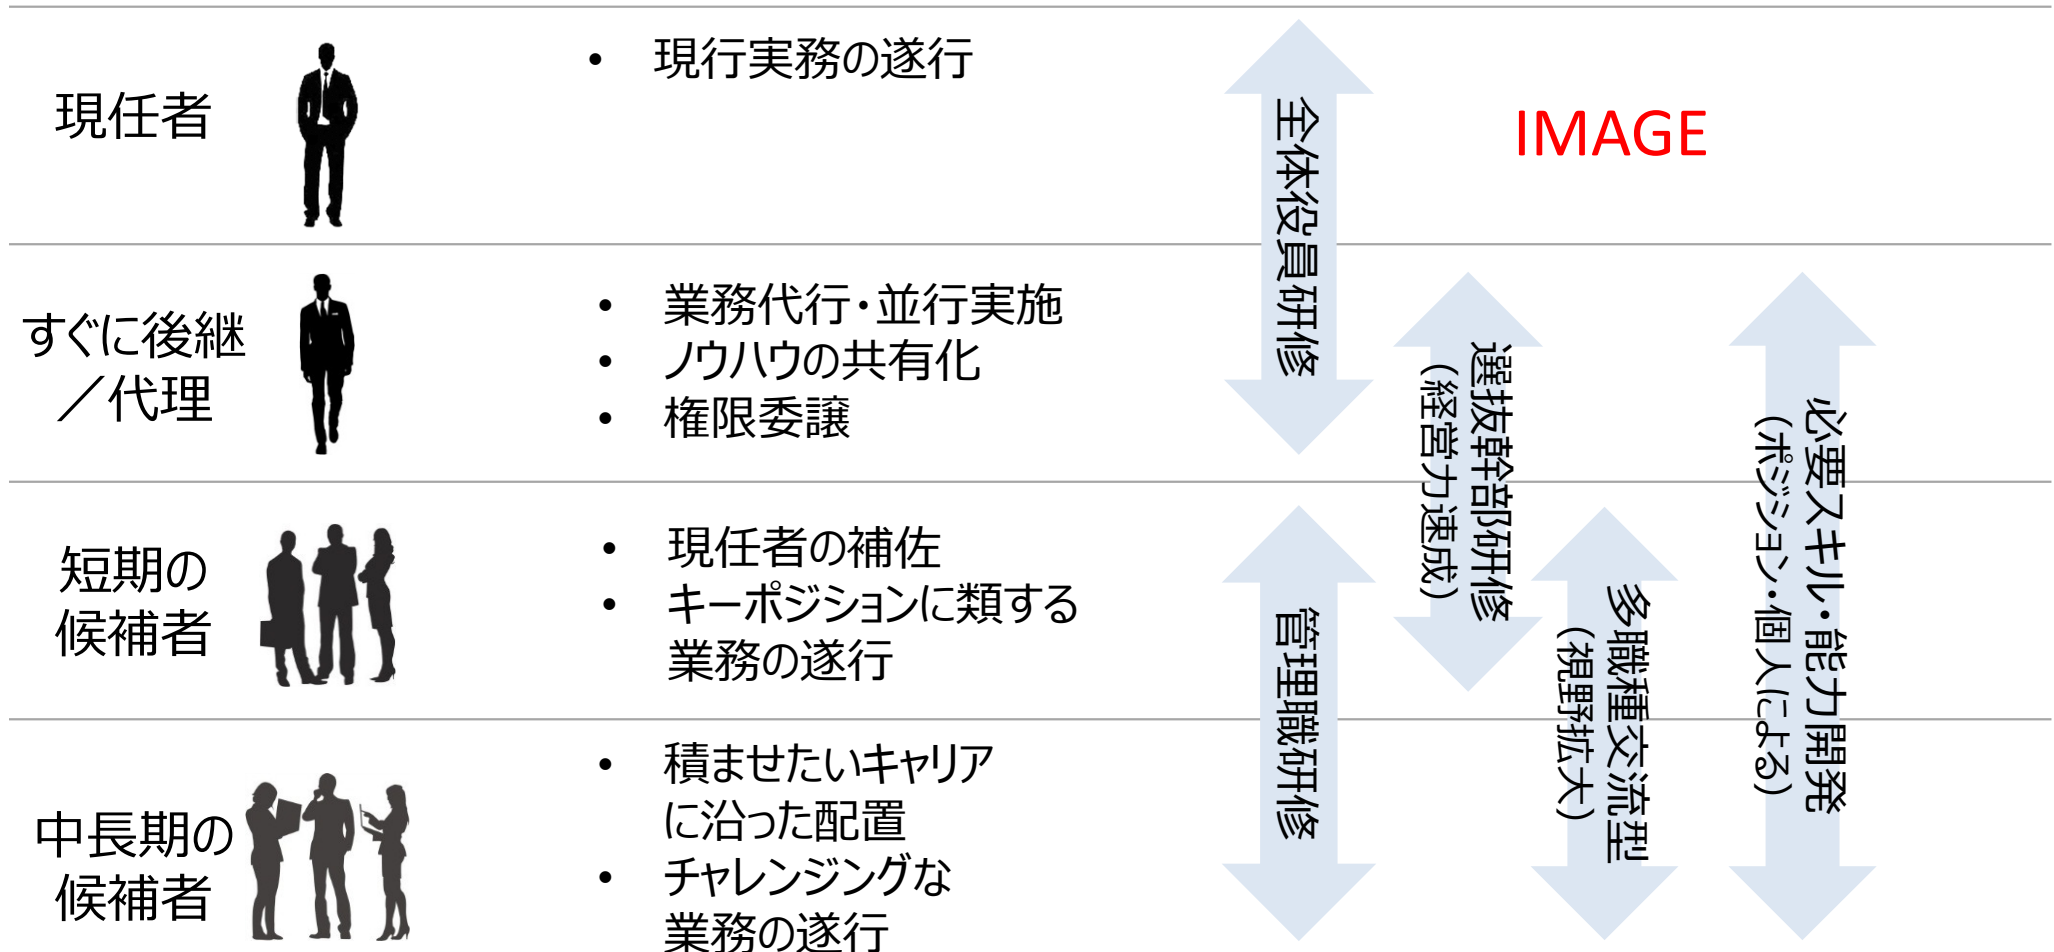 現任者
• 現行実務の遂行
全体役員研修
IMAGE
すぐに後継
／代理
• 業務代行・並行実施
• ノウハウの共有化
• 権限委譲
選抜幹部研修
（経営力速成）
必要スキル・能力開発
（ポジション・個人による）
短期の
候補者
• 現任者の補佐
• キーポジションに類する
業務の遂行
管理職研修
多職種交流型
（視野拡大）
中長期の
候補者
• 積ませたいキャリア
に沿った配置
• チャレンジングな
業務の遂行